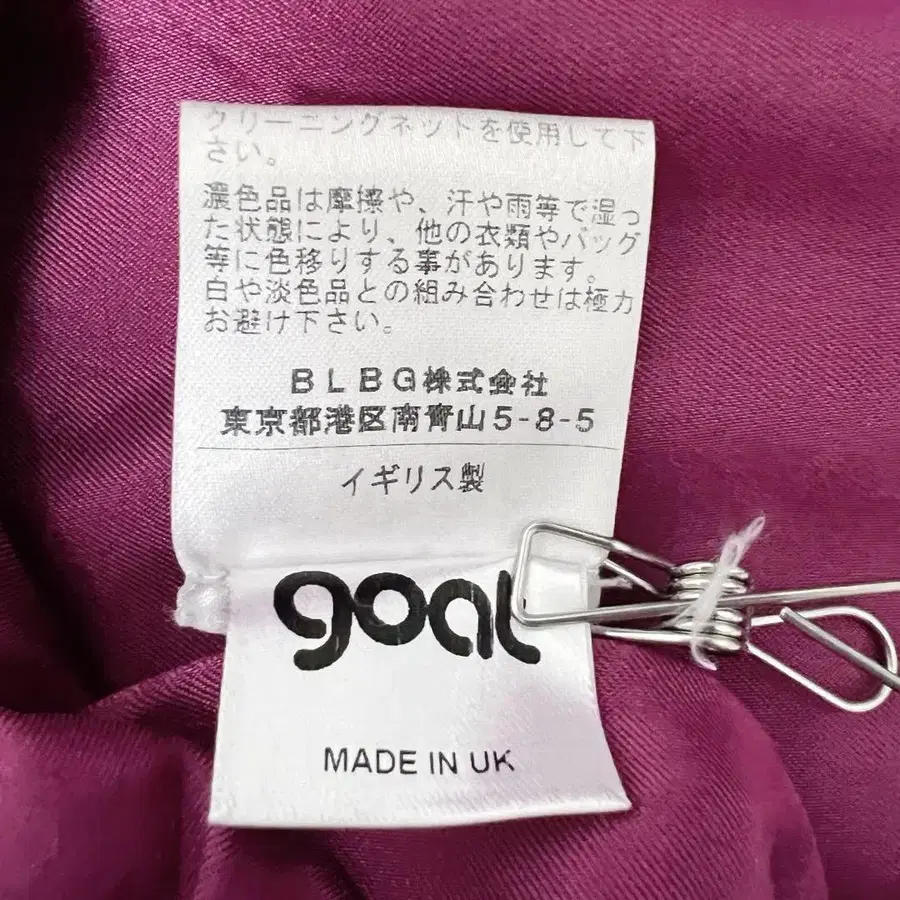 クリーニングネットを使用して下
さい。
濃色品は摩擦や、汗や雨等で湿っ
た状態により、他の衣類やバッグ
等に色移りする事があります。
白や淡色品との組み合わせは極力
お避け下さい。
BLBG株式会社
東京都港区南青山5-8-5
イギリス製
goal
MADE IN UK